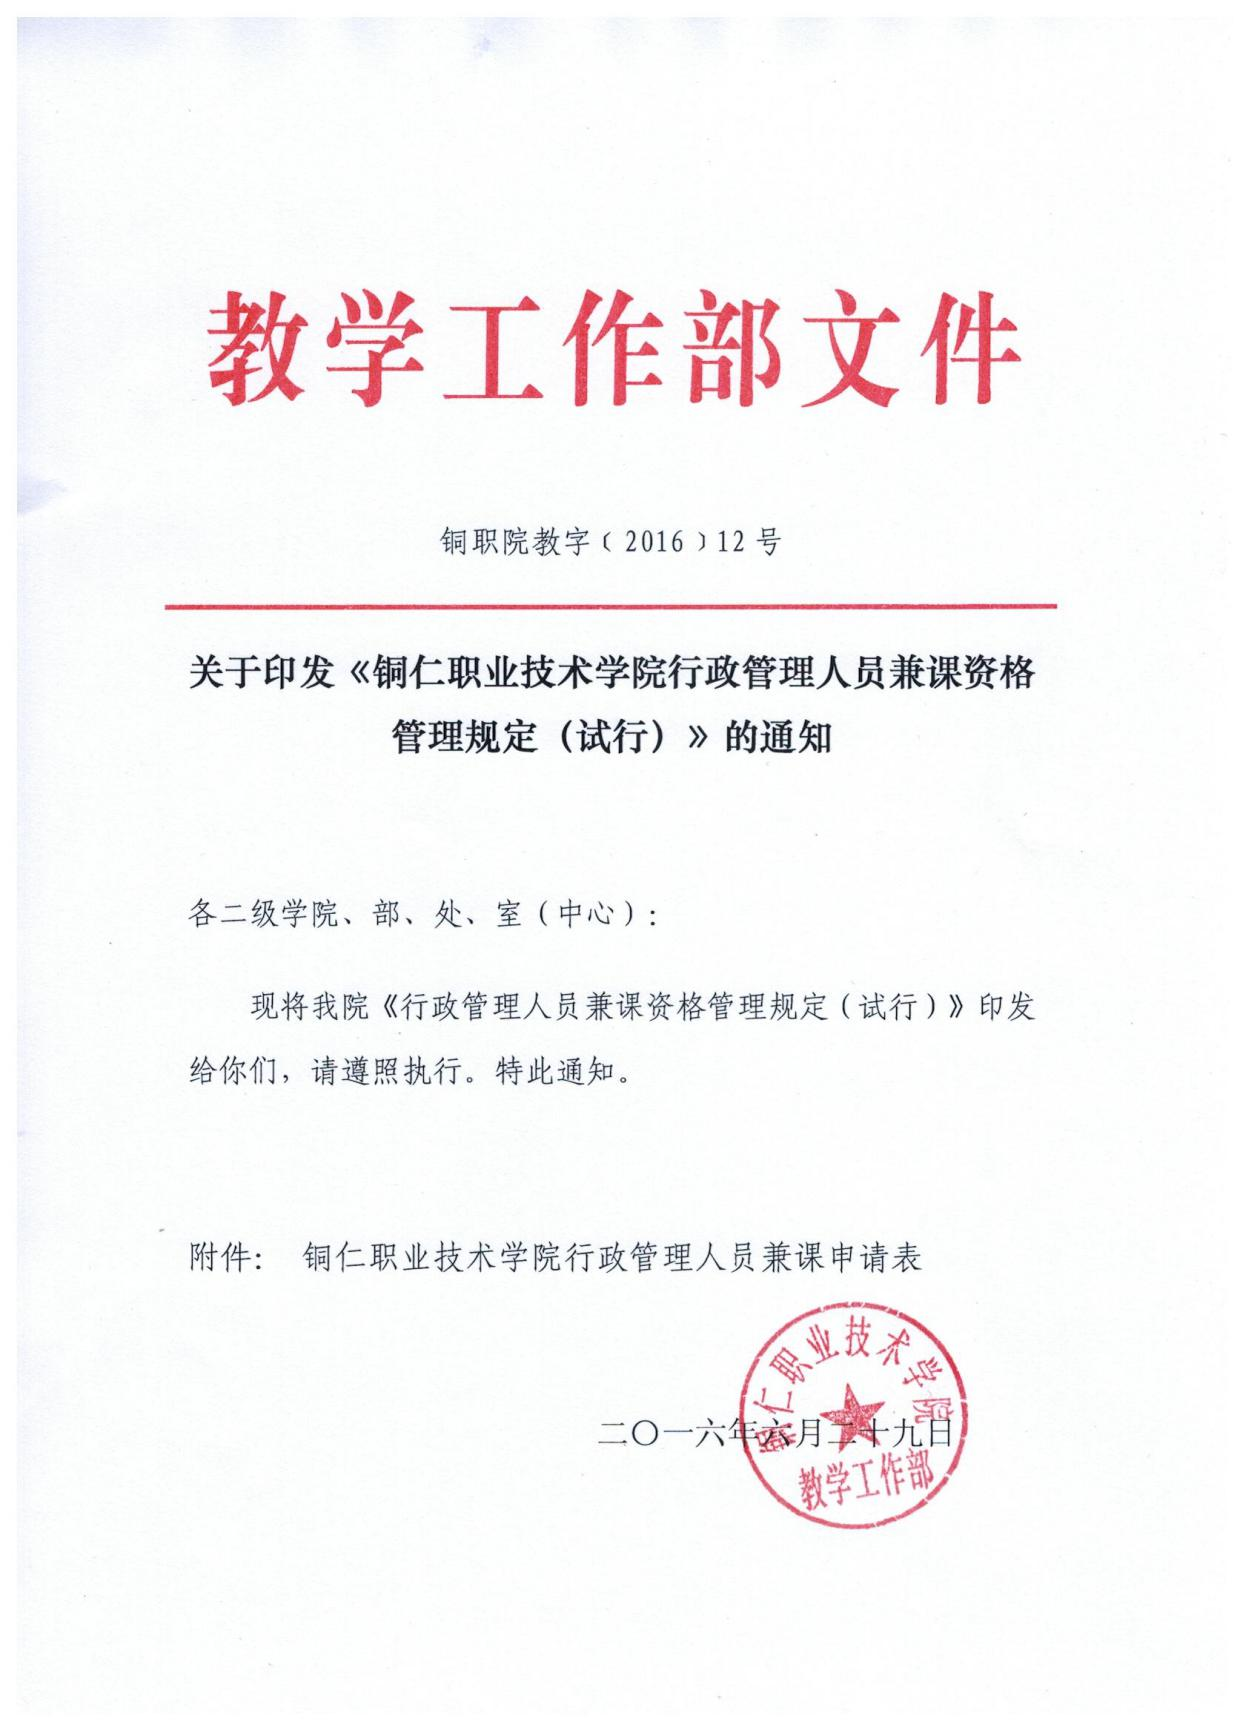 教学工作部文件
铜职院教字﹝2016﹞12号
关于印发《铜仁职业技术学院行政管理人员兼课资格
管理规定（试行）》的通知
各二级学院、部、处、室（中心）：
现将我院《行政管理人员兼课资格管理规定（试行）》印发
给你们，请遵照执行。特此通知。
附件： 铜仁职业技术学院行政管理人员兼课申请表
二〇一六年六月二十九日
铜仁职业技术学院
教学工作部